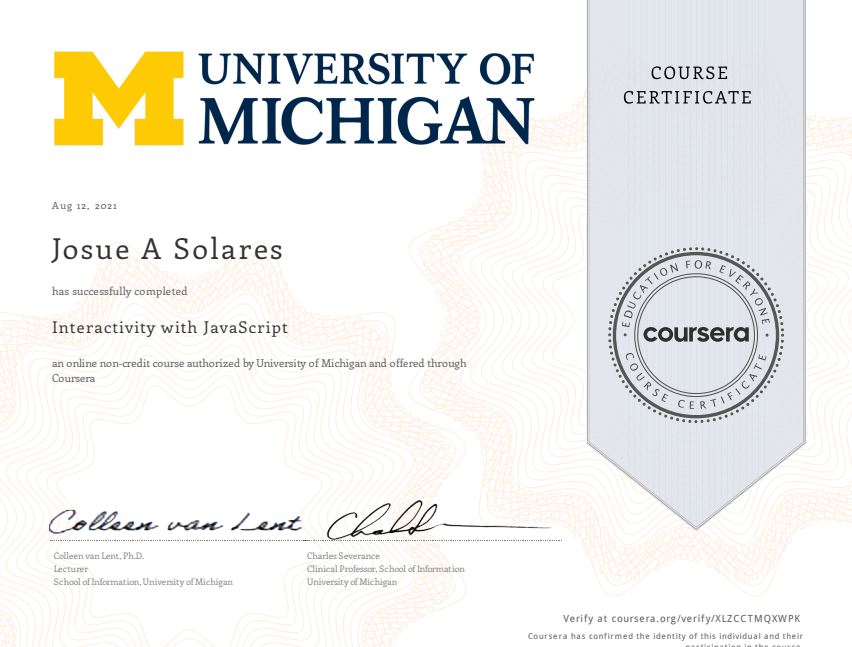 UNIVERSITY OF
MICHIGAN
COURSE
CERTIFICATE
Aug 12, 2021
Josue A Solares
has successfully completed
Interactivity with JavaScript
an online non-credit course authorized by University of Michigan and offered through
Coursera
EDUCATION FOR EVERYONE
coursera
COURSE CERTIFICATE
Colleen van Lent
Colleen van Lent, Ph.D.
Lecturer
School of Information, University of Michigan
Charles Severance
Clinical Professor, School of Information
University of Michigan
Verify at coursera.org/verify/XLZCCTMQXWPK
Coursera has confirmed the identity of this individual and their
participation in the course.